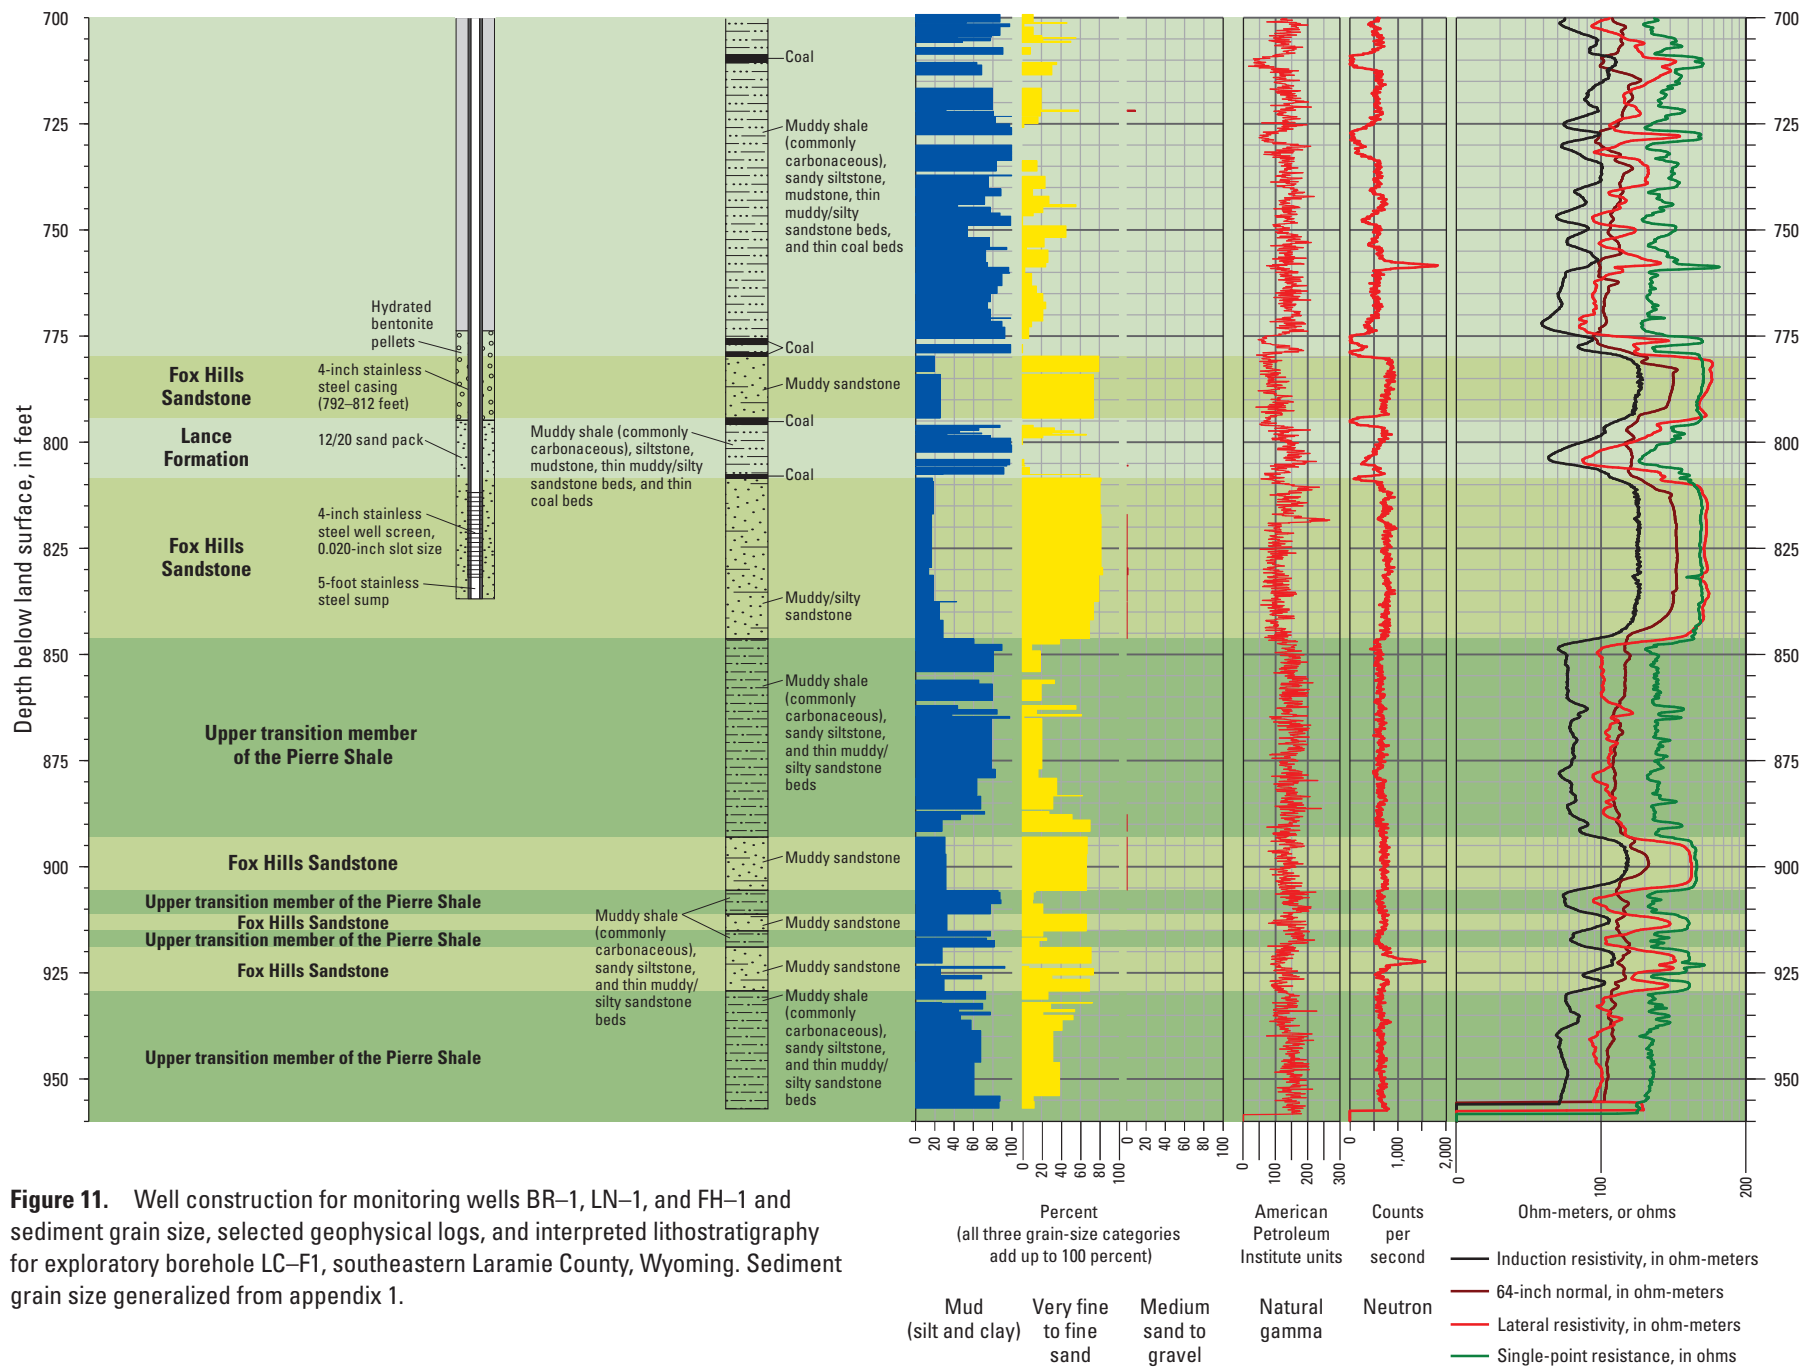 700
725
750
775
800
825
850
875
900
925
950
Depth below land surface, in feet
Fox Hills
Sandstone
Lance
Formation
Fox Hills
Sandstone
Upper transition member
of the Pierre Shale
Fox Hills Sandstone
Upper transition member of the Pierre Shale
Fox Hills Sandstone
Upper transition member of the Pierre Shale
Fox Hills Sandstone
Upper transition member of the Pierre Shale
Hydrated
bentonite
pellets
4-inch stainless
steel casing
(792–812 feet)
12/20 sand pack
4-inch stainless
steel well screen,
0.020-inch slot size
5-foot stainless
steel sump
Muddy shale (commonly
carbonaceous), siltstone,
mudstone, thin muddy/silty
sandstone beds, and thin
coal beds
Muddy shale
(commonly
carbonaceous),
sandy siltstone,
and thin muddy/
silty sandstone
beds
Coal
Muddy shale
(commonly
carbonaceous),
sandy siltstone,
mudstone, thin
muddy/silty
sandstone beds,
and thin coal beds
Coal
Muddy sandstone
Coal
Coal
Muddy/silty
sandstone
Muddy shale
(commonly
carbonaceous),
sandy siltstone,
and thin muddy/
silty sandstone
beds
Muddy sandstone
Muddy sandstone
Muddy sandstone
Muddy shale
(commonly
carbonaceous),
sandy siltstone,
and thin muddy/
silty sandstone
beds
700
725
750
775
800
825
850
875
900
925
950
0 20 40 60 80 100
0 20 40 60 80 100
0 20 40 60 80 100
0 100 200 300
0 1,000 2,000
0 100 200
Percent
(all three grain-size categories
add up to 100 percent)
American
Petroleum
Institute units
Counts
per
second
Ohm-meters, or ohms
Mud
(silt and clay)
Very fine
to fine
sand
Medium
sand to
gravel
Natural
gamma
Neutron
Induction resistivity, in ohm-meters
64-inch normal, in ohm-meters
Lateral resistivity, in ohm-meters
Single-point resistance, in ohms
Figure 11. Well construction for monitoring wells BR–1, LN–1, and FH–1 and
sediment grain size, selected geophysical logs, and interpreted lithostratigraphy
for exploratory borehole LC–F1, southeastern Laramie County, Wyoming. Sediment
grain size generalized from appendix 1.